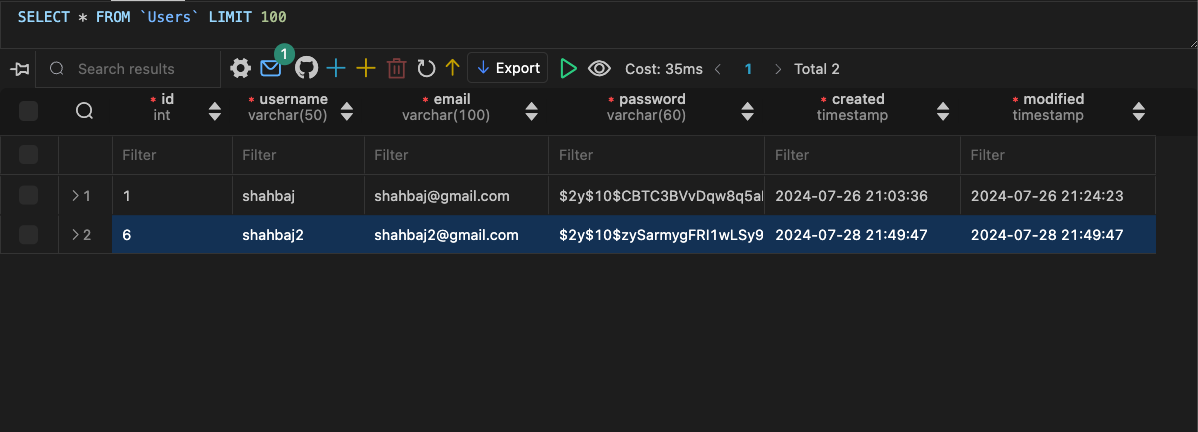 SELECT * FROM `Users` LIMIT 100
Search results 1 Export Cost: 35ms < 1 > Total 2
* id * username * email * password * created * modified
int varchar(50) varchar(100) varchar(60) timestamp timestamp
Filter Filter Filter Filter Filter Filter
> 1 1 shahbaj shahbaj@gmail.com $2y$10$CBTC3BVvDqw8q5al 2024-07-26 21:03:36 2024-07-26 21:24:23
> 2 6 shahbaj2 shahbaj2@gmail.com $2y$10$zySarmygFRI1wLSy9 2024-07-28 21:49:47 2024-07-28 21:49:47